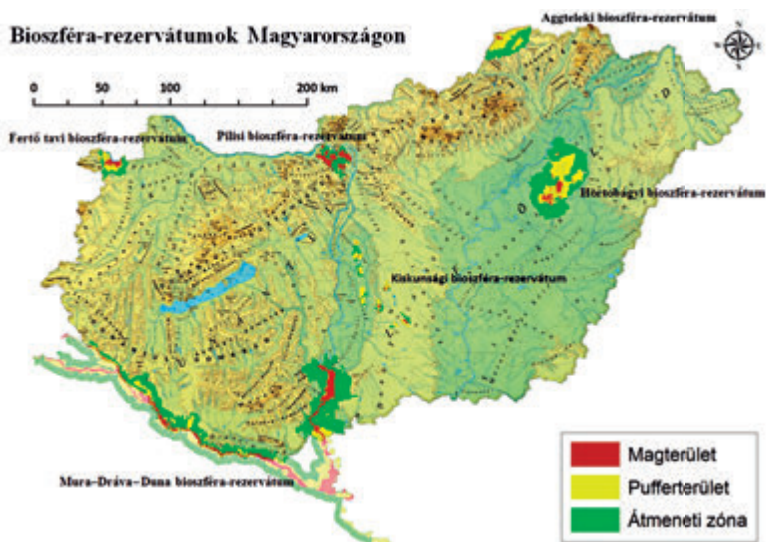 Aggteleki bioszféra-rezervátum
Bioszféra-rezervátumok Magyarországon
0 50 100 200 km
Fertő tavi bioszféra-rezervátum
Pilisi bioszféra-rezervátum
Hortobágyi bioszféra-rezervátum
Kiskunsági bioszféra-rezervátum
Mura–Dráva–Duna bioszféra-rezervátum
Magterület
Pufferterület
Átmeneti zóna